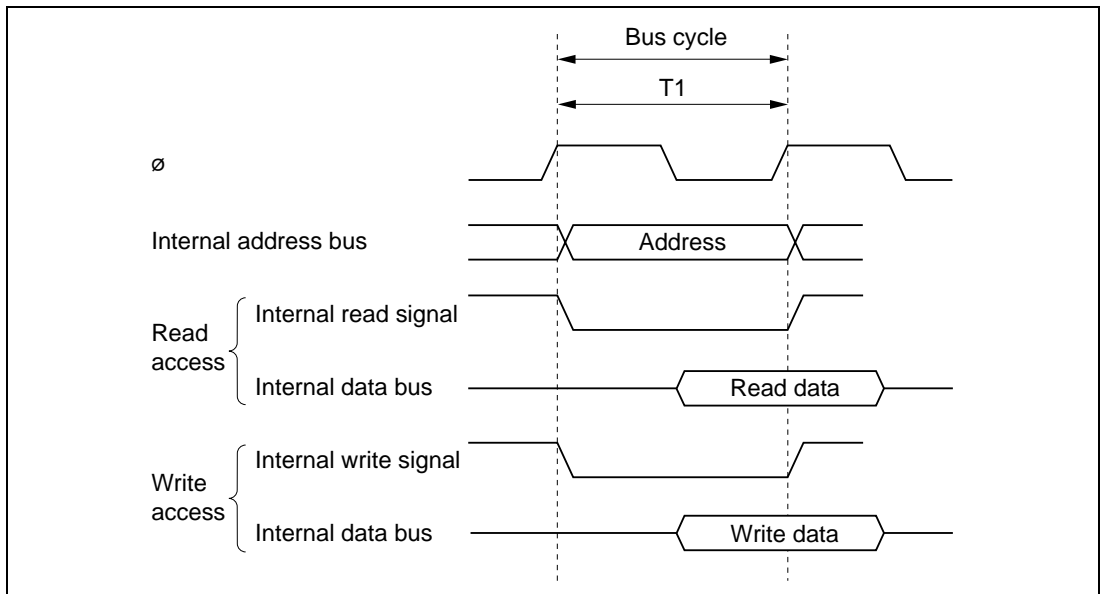 Bus cycle
T1
ø
Internal address bus
Address
Read
access
Internal read signal
Internal data bus
Read data
Write
access
Internal write signal
Internal data bus
Write data